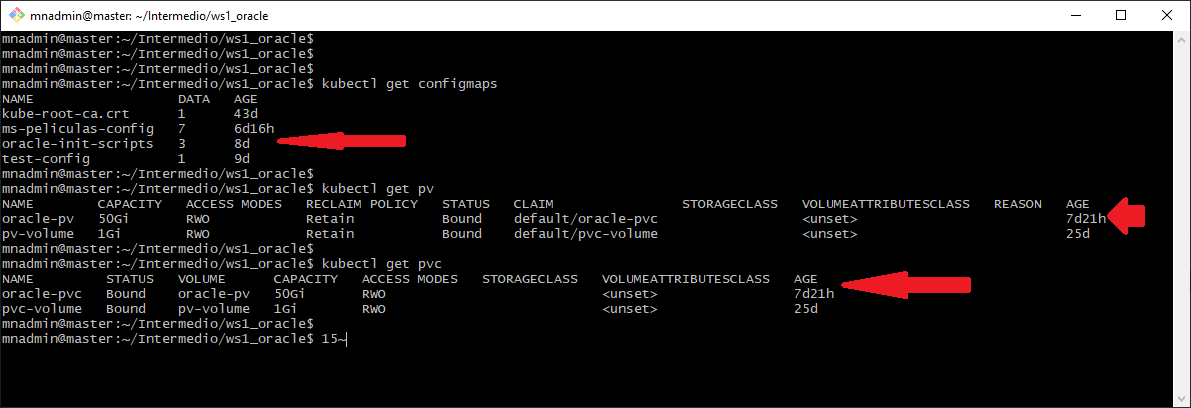 mnadmin@master: ~/Intermedio/ws1_oracle
mnadmin@master:~/Intermedio/ws1_oracle$
mnadmin@master:~/Intermedio/ws1_oracle$
mnadmin@master:~/Intermedio/ws1_oracle$
mnadmin@master:~/Intermedio/ws1_oracle$ kubectl get configmaps
NAME DATA AGE
kube-root-ca.crt 1 43d
ms-peliculas-config 7 6d16h
oracle-init-scripts 3 8d
test-config 1 9d
mnadmin@master:~/Intermedio/ws1_oracle$
mnadmin@master:~/Intermedio/ws1_oracle$ kubectl get pv
NAME CAPACITY ACCESS MODES RECLAIM POLICY STATUS CLAIM STORAGECLASS VOLUMEATTRIBUTESCLASS REASON AGE
oracle-pv 50Gi RWO Retain Bound default/oracle-pvc <unset> 7d21h
pv-volume 1Gi RWO Retain Bound default/pvc-volume <unset> 25d
mnadmin@master:~/Intermedio/ws1_oracle$
mnadmin@master:~/Intermedio/ws1_oracle$ kubectl get pvc
NAME STATUS VOLUME CAPACITY ACCESS MODES STORAGECLASS VOLUMEATTRIBUTESCLASS AGE
oracle-pvc Bound oracle-pv 50Gi RWO <unset> 7d21h
pvc-volume Bound pv-volume 1Gi RWO <unset> 25d
mnadmin@master:~/Intermedio/ws1_oracle$
mnadmin@master:~/Intermedio/ws1_oracle$ 15~